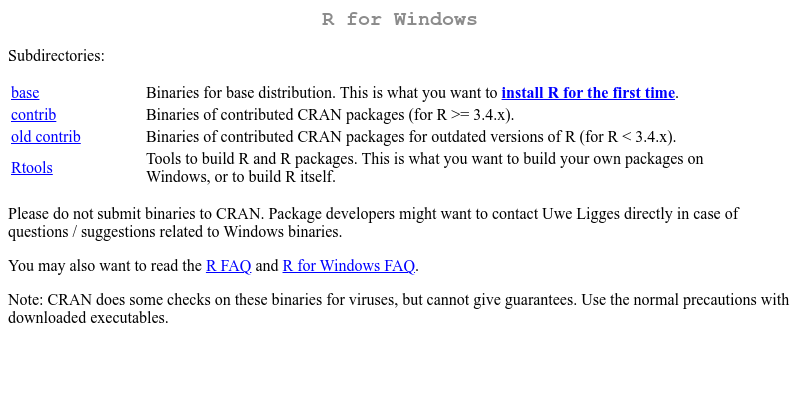 R for Windows
Subdirectories:
base Binaries for base distribution. This is what you want to install R for the first time.
contrib Binaries of contributed CRAN packages (for R >= 3.4.x).
old contrib Binaries of contributed CRAN packages for outdated versions of R (for R < 3.4.x).
Rtools Tools to build R and R packages. This is what you want to build your own packages on
Windows, or to build R itself.
Please do not submit binaries to CRAN. Package developers might want to contact Uwe Ligges directly in case of
questions / suggestions related to Windows binaries.
You may also want to read the R FAQ and R for Windows FAQ.
Note: CRAN does some checks on these binaries for viruses, but cannot give guarantees. Use the normal precautions with
downloaded executables.